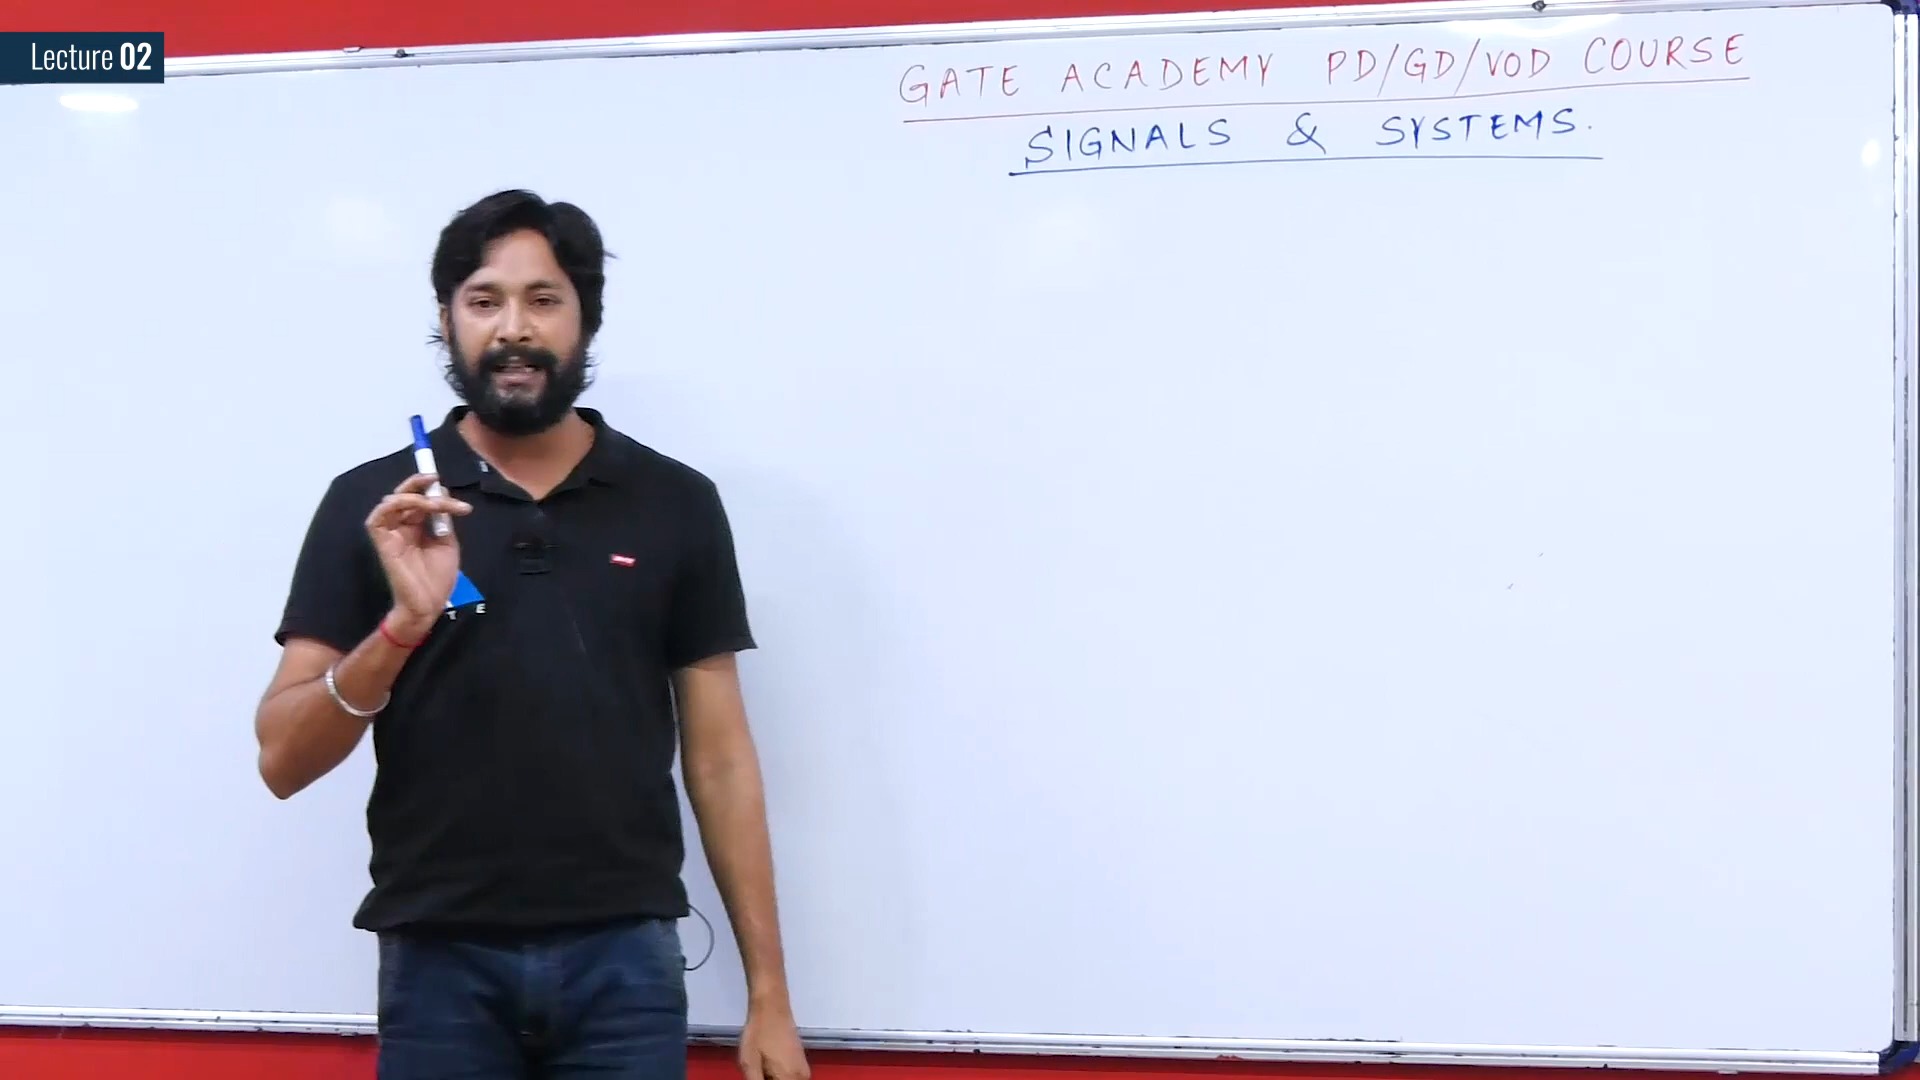 Lecture 02
GATE ACADEMY PD/GD/VOD COURSE
SIGNALS & SYSTEMS.
T E